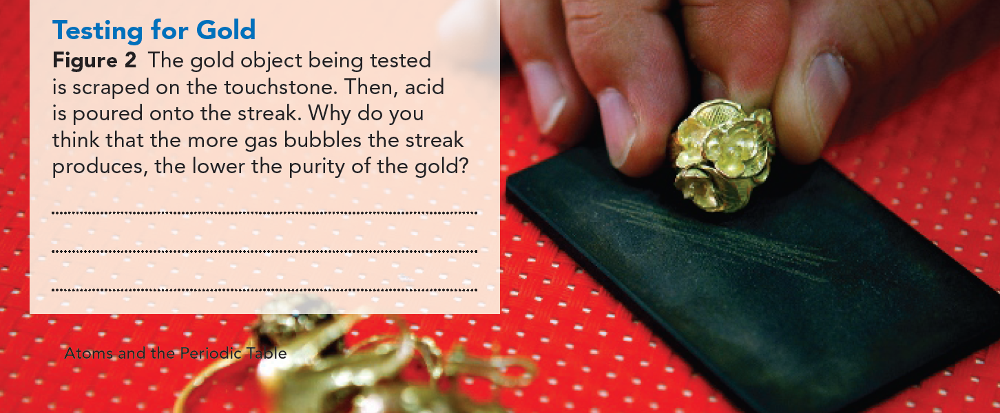 Testing for Gold
Figure 2 The gold object being tested
is scraped on the touchstone. Then, acid
is poured onto the streak. Why do you
think that the more gas bubbles the streak
produces, the lower the purity of the gold?
Atoms and the Periodic Table